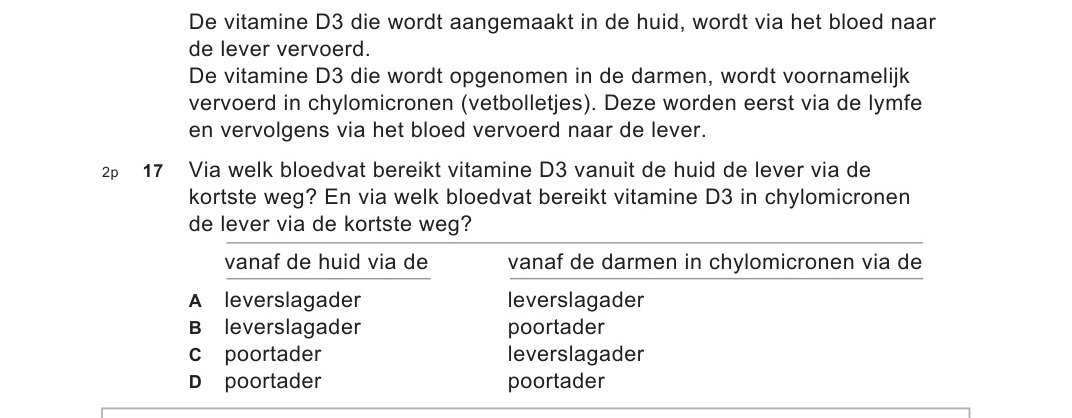 De vitamine D3 die wordt aangemaakt in de huid, wordt via het bloed naar
de lever vervoerd.
De vitamine D3 die wordt opgenomen in de darmen, wordt voornamelijk
vervoerd in chylomicronen (vetbolletjes). Deze worden eerst via de lymfe
en vervolgens via het bloed vervoerd naar de lever.
2p 17 Via welk bloedvat bereikt vitamine D3 vanuit de huid de lever via de
kortste weg? En via welk bloedvat bereikt vitamine D3 in chylomicronen
de lever via de kortste weg?
vanaf de huid via de vanaf de darmen in chylomicronen via de
A leverslagader leverslagader
B leverslagader poortader
C poortader leverslagader
D poortader poortader